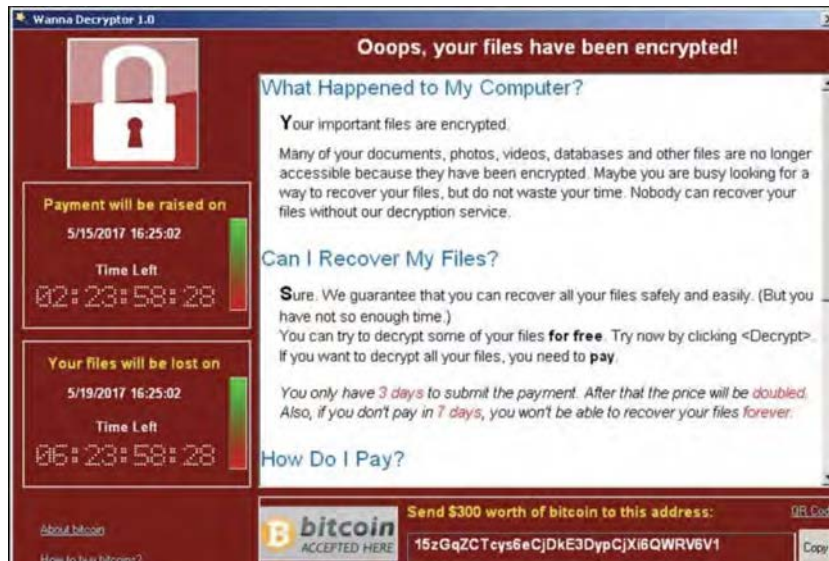 Wanna Decryptor 1.0
Ooops, your files have been encrypted!
What Happened to My Computer?
Your important files are encrypted.
Many of your documents, photos, videos, databases and other files are no longer
accessible because they have been encrypted. Maybe you are busy looking for a
way to recover your files, but do not waste your time. Nobody can recover your
files without our decryption service.
Can I Recover My Files?
Sure. We guarantee that you can recover all your files safely and easily. (But you
have not so enough time.)
You can try to decrypt some of your files for free. Try now by clicking <Decrypt>.
If you want to decrypt all your files, you need to pay.
You only have 3 days to submit the payment. After that the price will be doubled.
Also, if you don't pay in 7 days, you won't be able to recover your files forever.
How Do I Pay?
Payment will be raised on
5/15/2017 16:25:02
Time Left
02:23:58:28
Your files will be lost on
5/19/2017 16:25:02
Time Left
06:23:58:28
About bitcoin
How to buy bitcoins?
bitcoin
ACCEPTED HERE
Send $300 worth of bitcoin to this address:
QR Cod
15zGqZCTcys6eCjDkE3DypCjXi6QWRV6V1
Copy